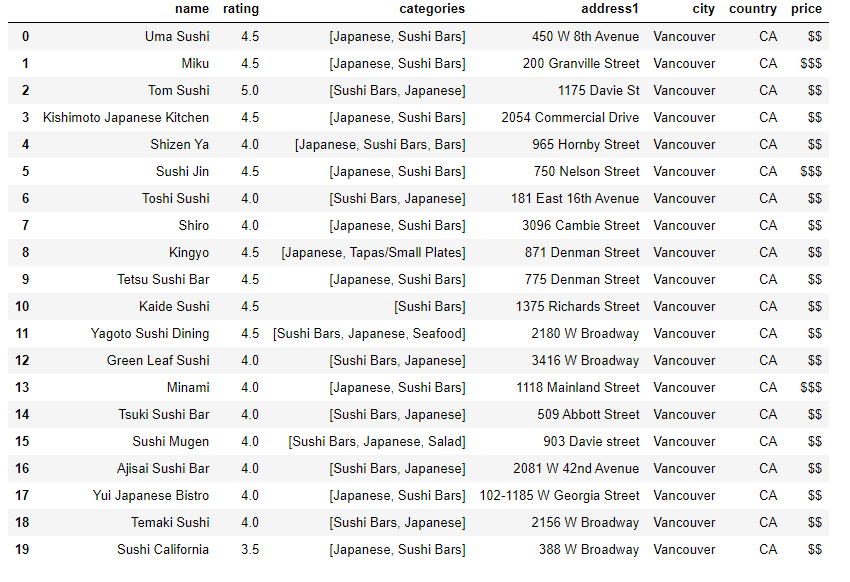 name rating categories address1 city country price
0 Uma Sushi 4.5 [Japanese, Sushi Bars] 450 W 8th Avenue Vancouver CA $$
1 Miku 4.5 [Japanese, Sushi Bars] 200 Granville Street Vancouver CA $$$
2 Tom Sushi 5.0 [Sushi Bars, Japanese] 1175 Davie St Vancouver CA $$
3 Kishimoto Japanese Kitchen 4.5 [Japanese, Sushi Bars] 2054 Commercial Drive Vancouver CA $$
4 Shizen Ya 4.0 [Japanese, Sushi Bars, Bars] 965 Hornby Street Vancouver CA $$
5 Sushi Jin 4.5 [Japanese, Sushi Bars] 750 Nelson Street Vancouver CA $$$
6 Toshi Sushi 4.0 [Sushi Bars, Japanese] 181 East 16th Avenue Vancouver CA $$
7 Shiro 4.0 [Japanese, Sushi Bars] 3096 Cambie Street Vancouver CA $$
8 Kingyo 4.5 [Japanese, Tapas/Small Plates] 871 Denman Street Vancouver CA $$
9 Tetsu Sushi Bar 4.5 [Japanese, Sushi Bars] 775 Denman Street Vancouver CA $$
10 Kaide Sushi 4.5 [Sushi Bars] 1375 Richards Street Vancouver CA $$
11 Yagoto Sushi Dining 4.5 [Sushi Bars, Japanese, Seafood] 2180 W Broadway Vancouver CA $$
12 Green Leaf Sushi 4.0 [Sushi Bars, Japanese] 3416 W Broadway Vancouver CA $$
13 Minami 4.0 [Japanese, Sushi Bars] 1118 Mainland Street Vancouver CA $$$
14 Tsuki Sushi Bar 4.0 [Sushi Bars, Japanese] 509 Abbott Street Vancouver CA $$
15 Sushi Mugen 4.0 [Sushi Bars, Japanese, Salad] 903 Davie street Vancouver CA $$
16 Ajisai Sushi Bar 4.0 [Sushi Bars, Japanese] 2081 W 42nd Avenue Vancouver CA $$
17 Yui Japanese Bistro 4.0 [Japanese, Sushi Bars] 102-1185 W Georgia Street Vancouver CA $$
18 Temaki Sushi 4.0 [Sushi Bars, Japanese] 2156 W Broadway Vancouver CA $$
19 Sushi California 3.5 [Japanese, Sushi Bars] 388 W Broadway Vancouver CA $$